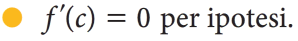 f′(c) = 0 per ipotesi.